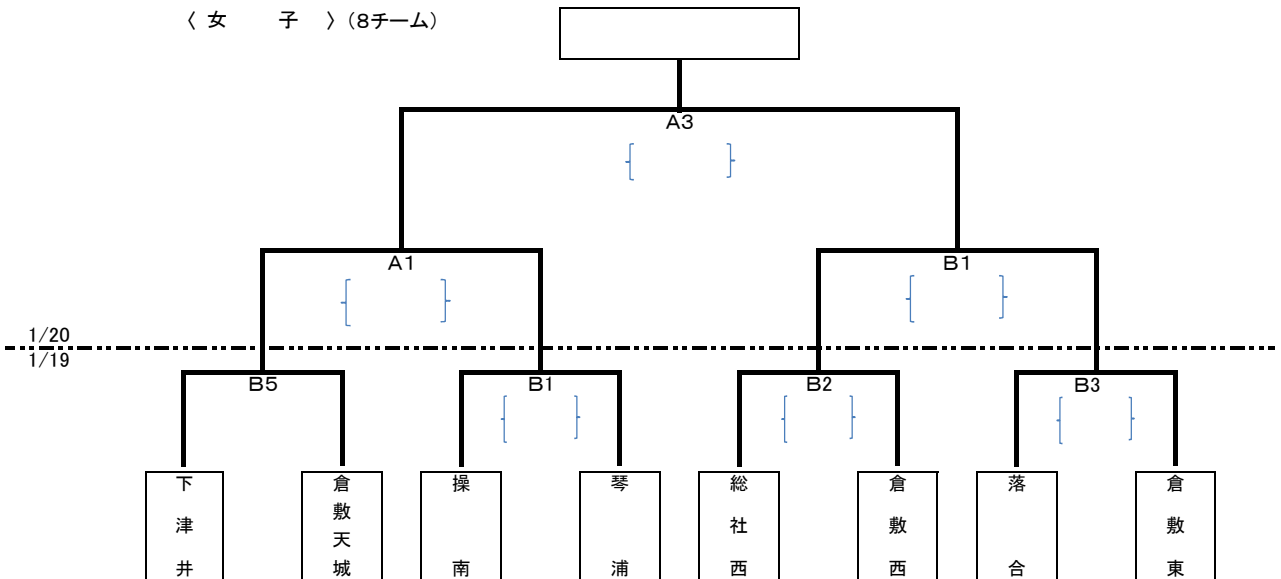 〈 女　　子 〉(8チーム)
A3
A1
B1
1/20
1/19
B5
B1
B2
B3
下津井
倉敷天城
操南
琴浦
総社西
倉敷西
落合
倉敷東